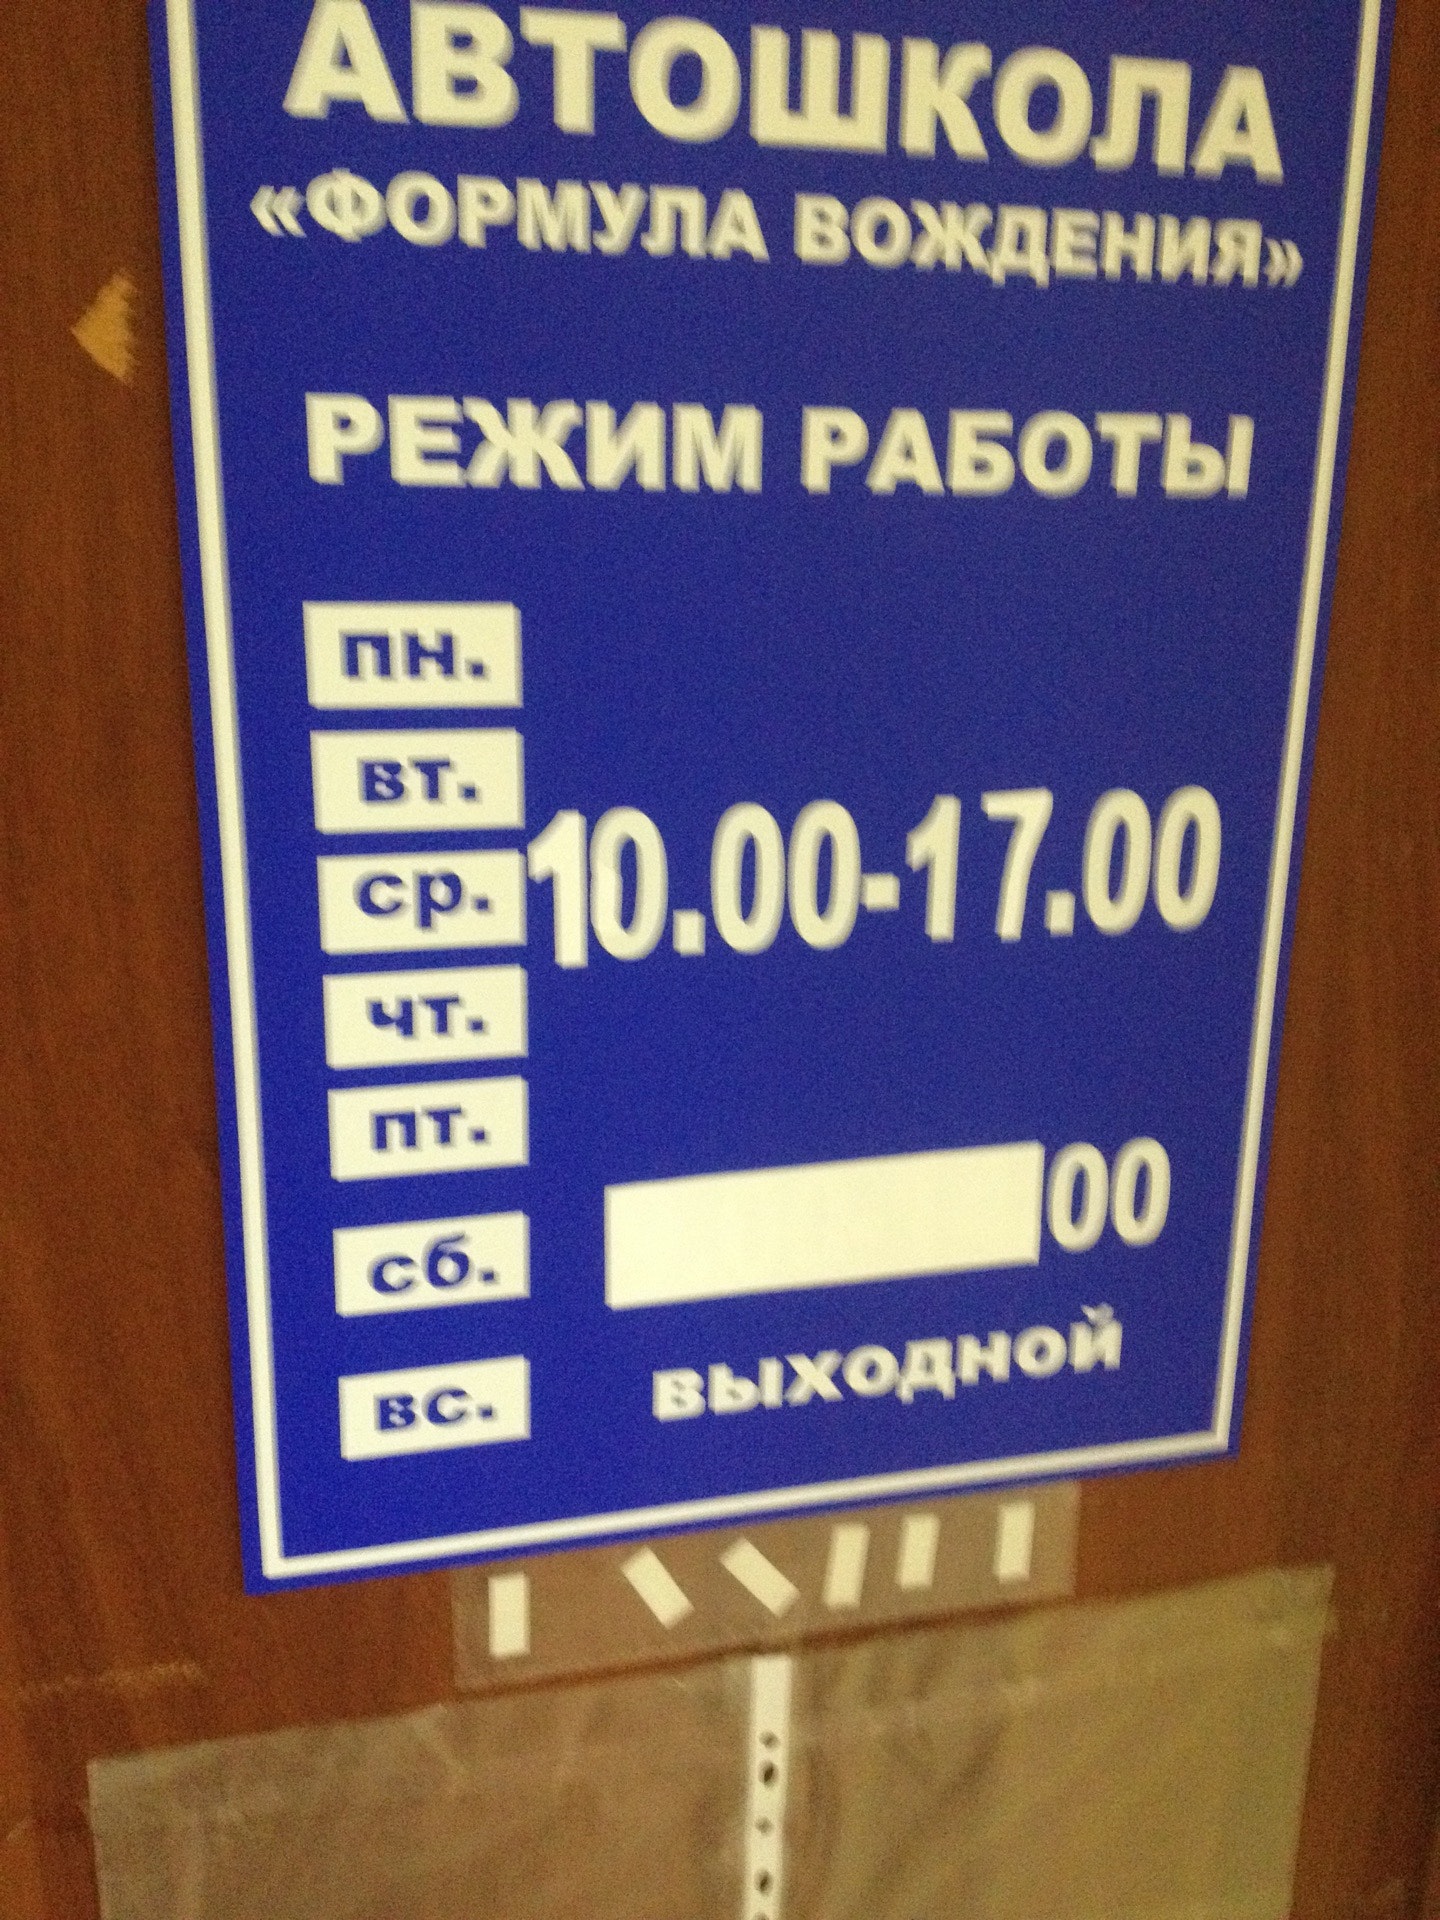 АВТОШКОЛА
«ФОРМУЛА ВОЖДЕНИЯ»
РЕЖИМ РАБОТЫ
пн.
вт.
ср. 10.00-17.00
чт.
пт.
сб. 00
вс. выходной